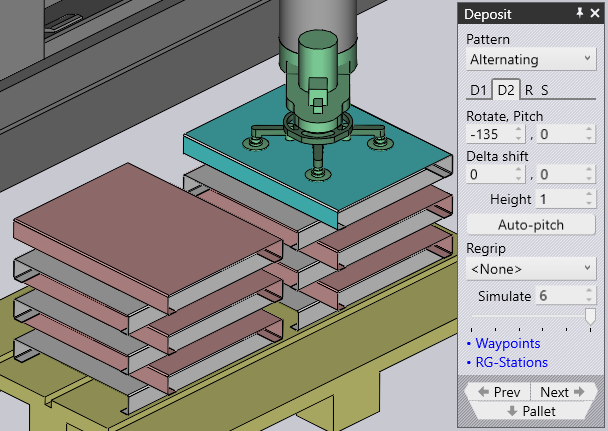 Deposit
Pattern
Alternating
D1 D2 R S
Rotate, Pitch
-135 , 0
Delta shift
0 , 0
Height 1
Auto-pitch
Regrip
<None>
Simulate 6
• Waypoints
• RG-Stations
Prev Next
Pallet